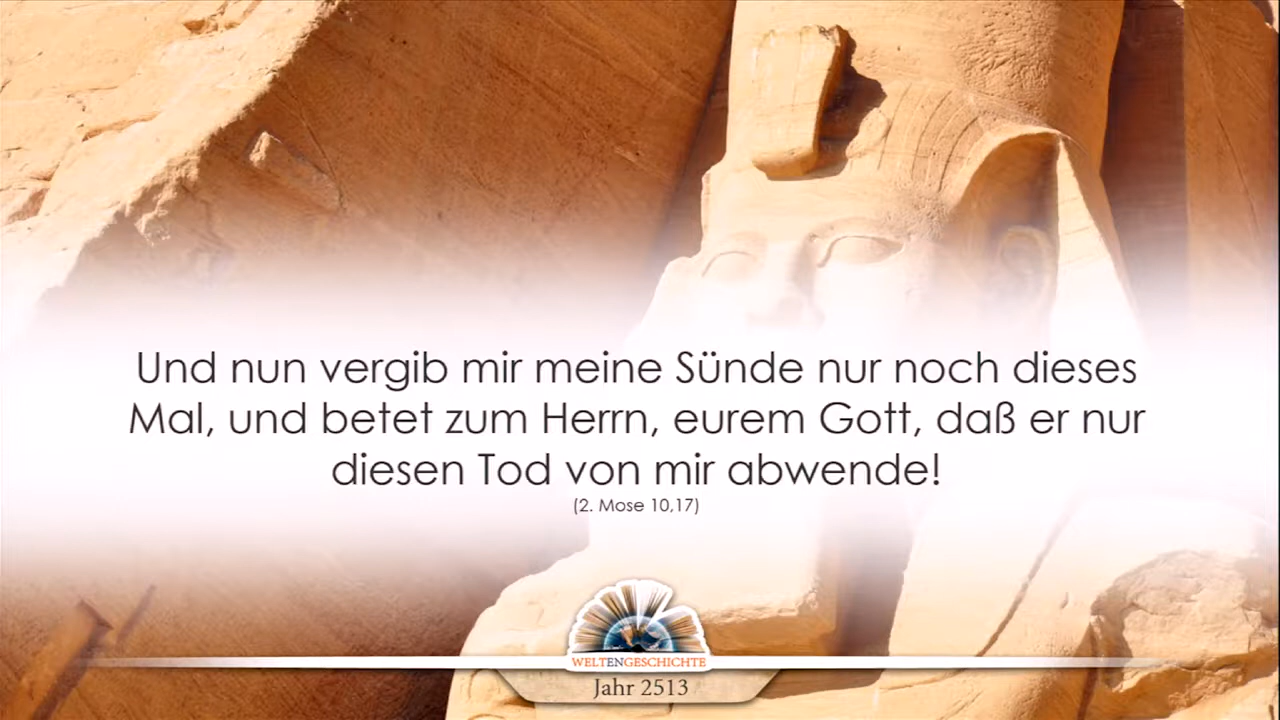 Und nun vergib mir meine Sünde nur noch dieses
Mal, und betet zum Herrn, eurem Gott, daß er nur
diesen Tod von mir abwende!
(2. Mose 10,17)
WELTENGESCHICHTE
Jahr 2513